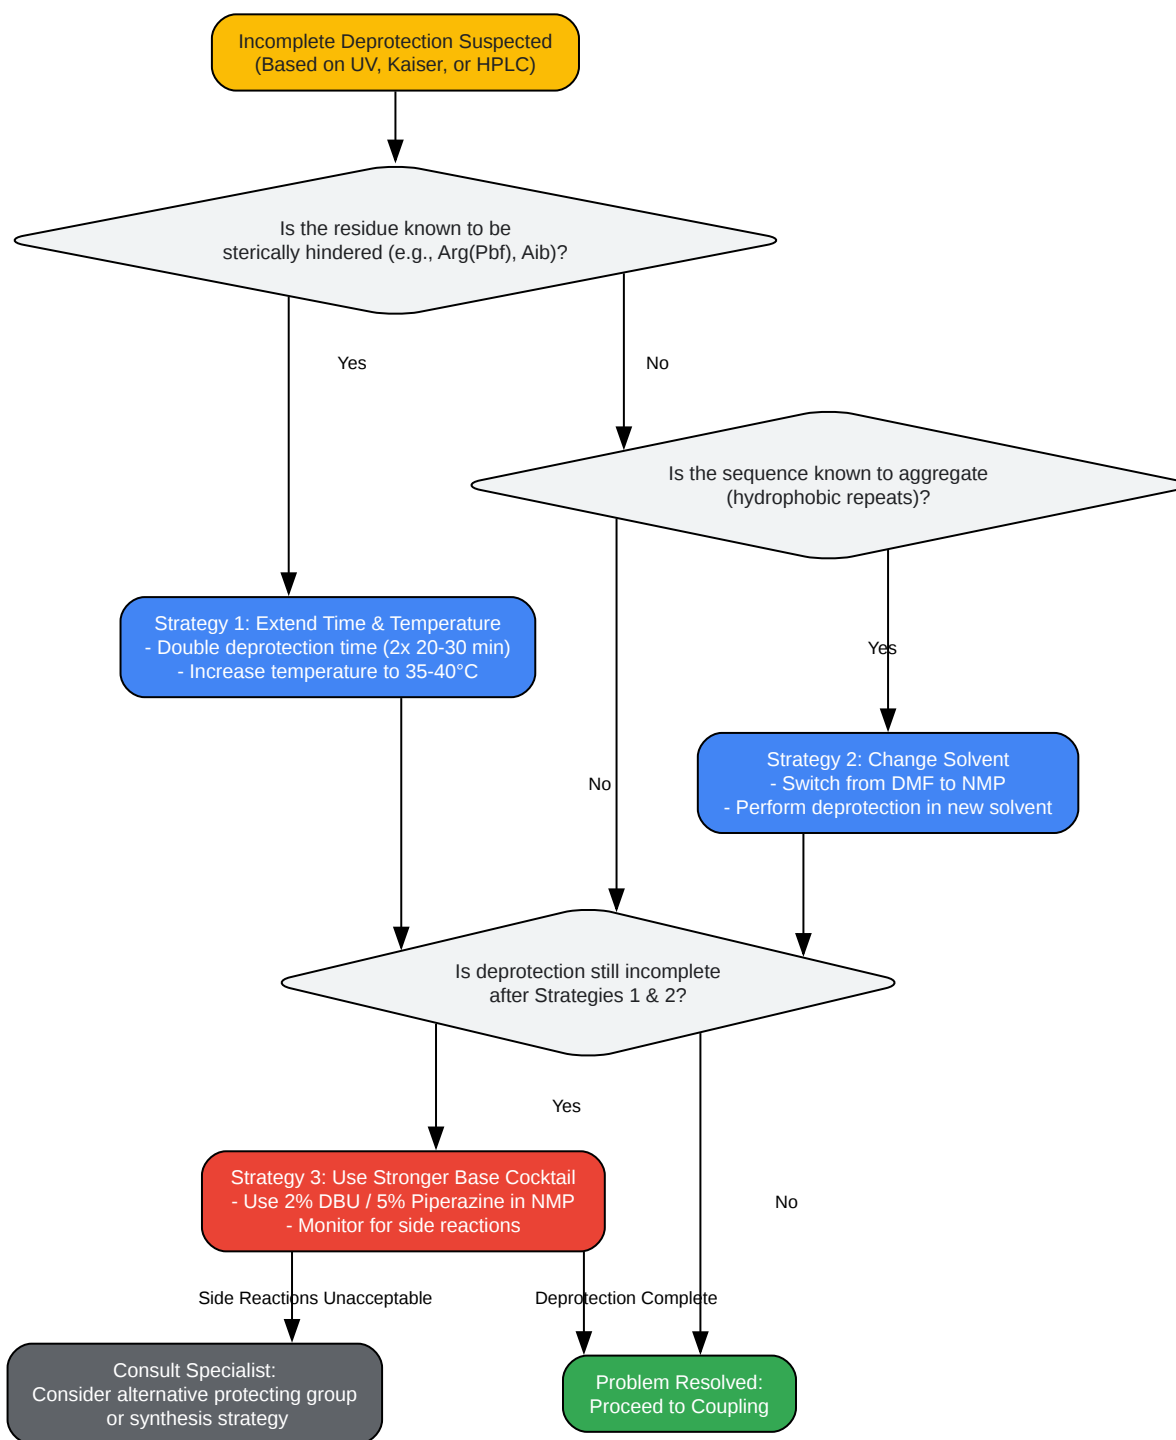 Incomplete Deprotection Suspected
(Based on UV, Kaiser, or HPLC)
Is the residue known to be
sterically hindered (e.g., Arg(Pbf), Aib)?
Yes
No
Is the sequence known to aggregate
(hydrophobic repeats)?
Strategy 1: Extend Time & Temperature
- Double deprotection time (2x 20-30 min)
- Increase temperature to 35-40°C
Yes
Strategy 2: Change Solvent
- Switch from DMF to NMP
- Perform deprotection in new solvent
No
Is deprotection still incomplete
after Strategies 1 & 2?
Yes
No
Strategy 3: Use Stronger Base Cocktail
- Use 2% DBU / 5% Piperazine in NMP
- Monitor for side reactions
Side Reactions Unacceptable
Deprotection Complete
Consult Specialist:
Consider alternative protecting group
or synthesis strategy
Problem Resolved:
Proceed to Coupling